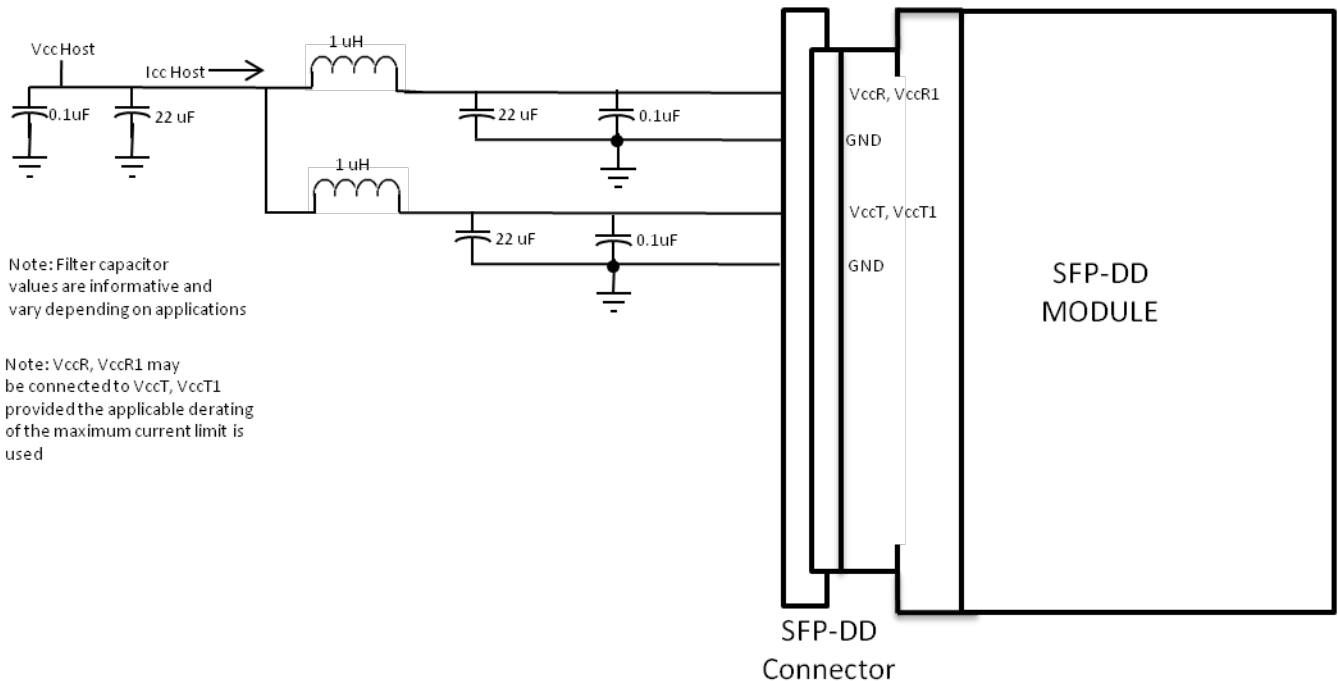 Vcc Host
Icc Host
1 uH
0.1uF
22 uF
22 uF
0.1uF
VccR, VccR1
GND
1 uH
22 uF
0.1uF
VccT, VccT1
GND
Note: Filter capacitor
values are informative and
vary depending on applications
Note: VccR, VccR1 may
be connected to VccT, VccT1
provided the applicable derating
of the maximum current limit is
used
SFP-DD
MODULE
SFP-DD
Connector